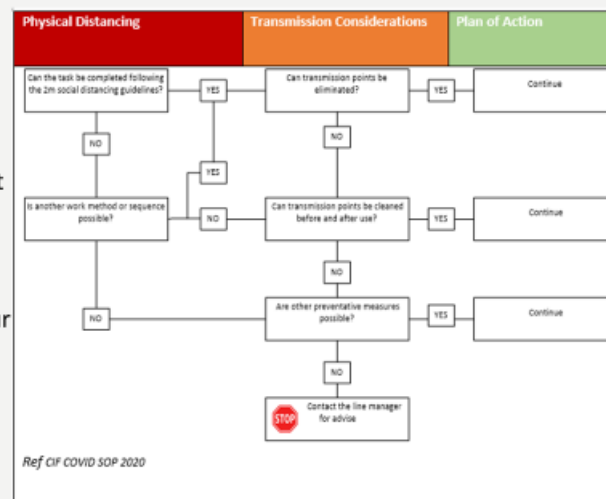 Physical Distancing
Transmission Considerations
Plan of Action
Can the task be completed following
the 2m social distancing guidelines?
YES
Can transmission points be
eliminated?
YES
Continue
NO
NO
YES
t
Is another work method or sequence
possible?
NO
Can transmission points be cleaned
before and after use?
YES
Continue
NO
ur
NO
Are other preventative measures
possible?
YES
Continue
NO
STOP
Contact the line manager
for advise
Ref CIF COVID SOP 2020